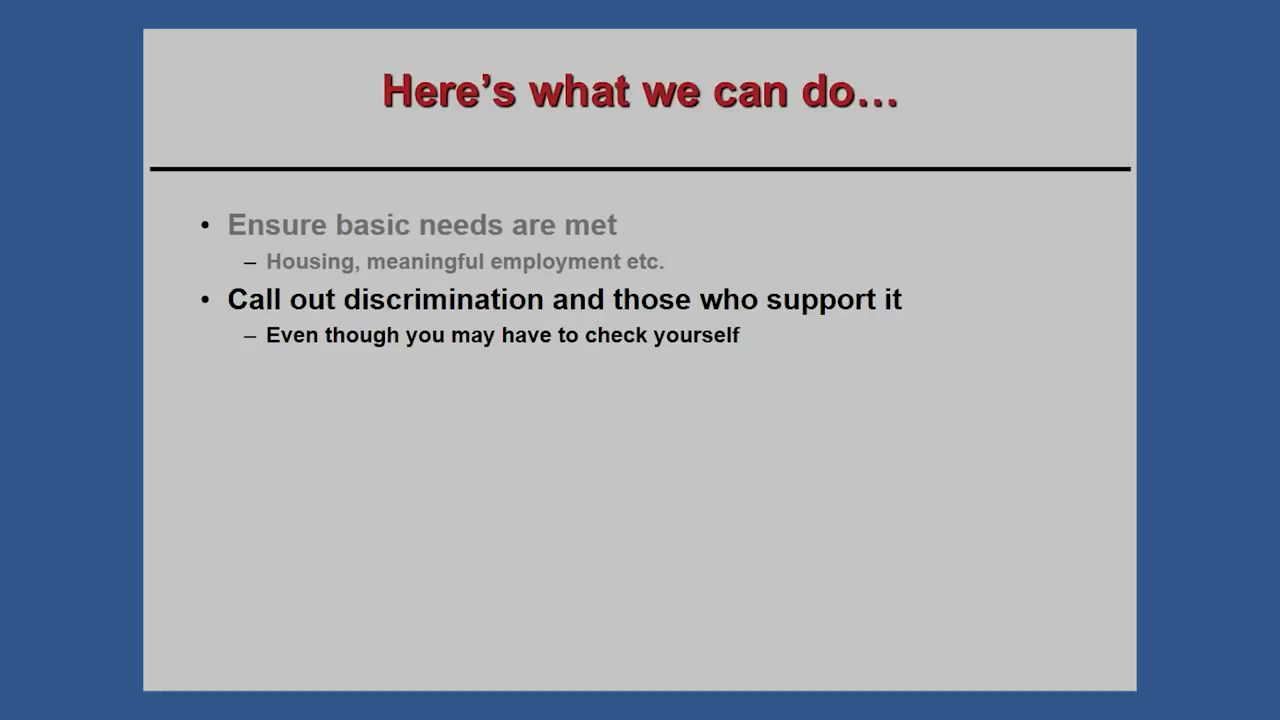 Here’s what we can do…
• Ensure basic needs are met
– Housing, meaningful employment etc.
• Call out discrimination and those who support it
– Even though you may have to check yourself